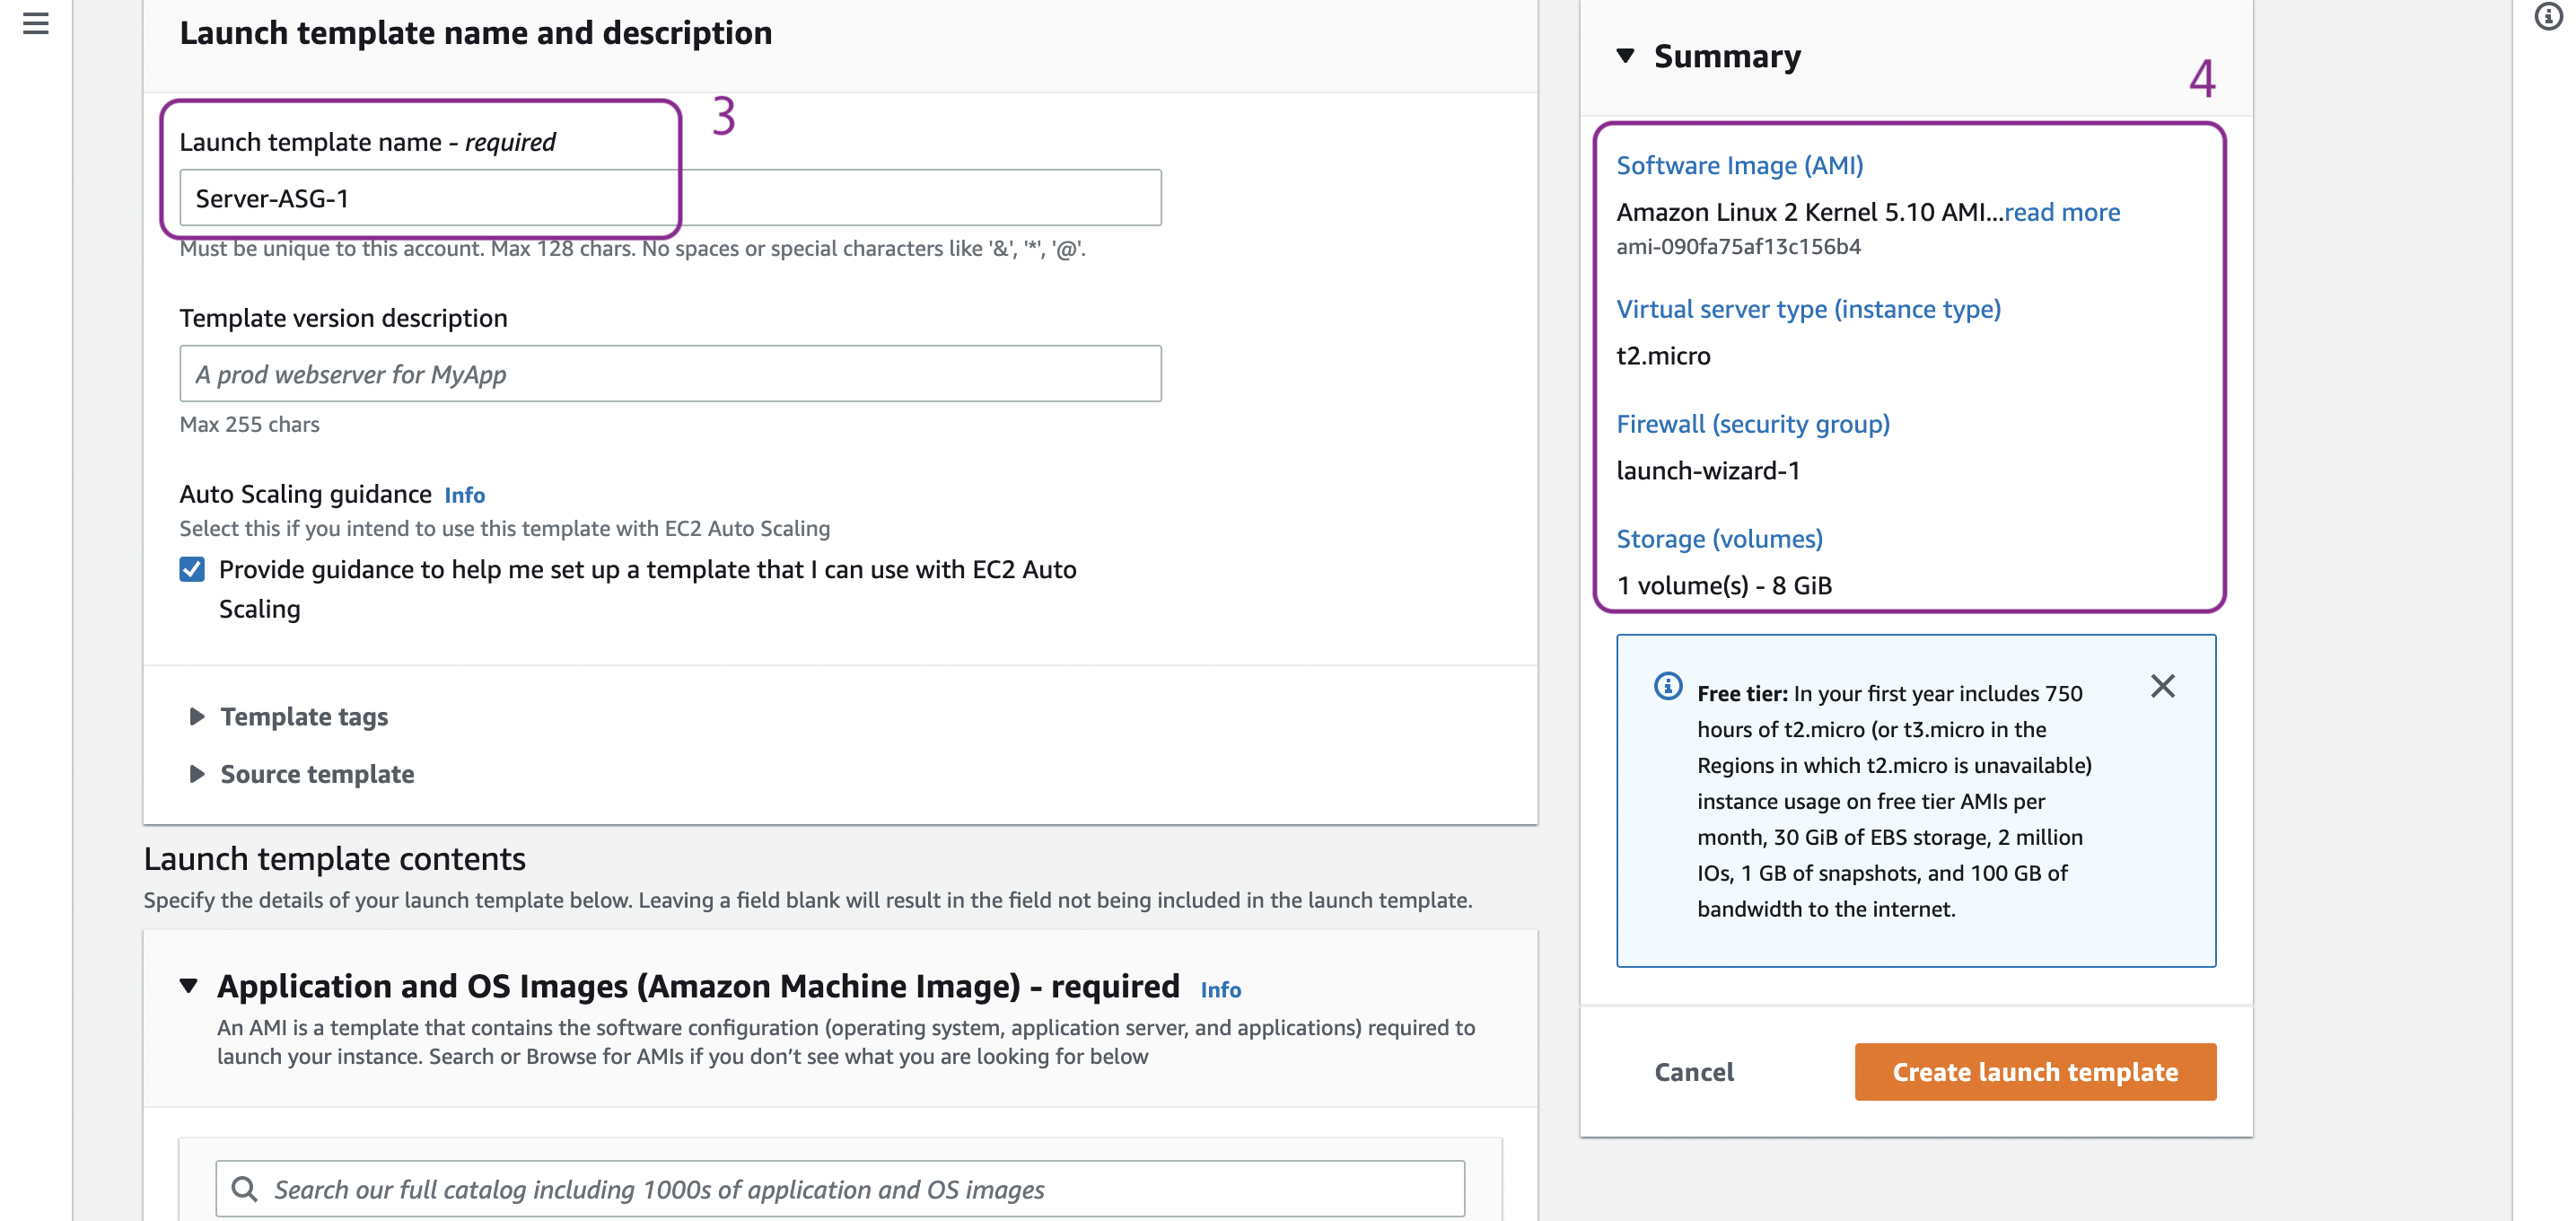 Launch template name and description
3
Launch template name - required
Server-ASG-1
Must be unique to this account. Max 128 chars. No spaces or special characters like '&', '*', '@'.
Template version description
A prod webserver for MyApp
Max 255 chars
Auto Scaling guidance Info
Select this if you intend to use this template with EC2 Auto Scaling
Provide guidance to help me set up a template that I can use with EC2 Auto
Scaling
Template tags
Source template
Launch template contents
Specify the details of your launch template below. Leaving a field blank will result in the field not being included in the launch template.
Application and OS Images (Amazon Machine Image) - required Info
An AMI is a template that contains the software configuration (operating system, application server, and applications) required to
launch your instance. Search or Browse for AMIs if you don’t see what you are looking for below
Search our full catalog including 1000s of application and OS images
Summary
4
Software Image (AMI)
Amazon Linux 2 Kernel 5.10 AMI...read more
ami-090fa75af13c156b4
Virtual server type (instance type)
t2.micro
Firewall (security group)
launch-wizard-1
Storage (volumes)
1 volume(s) - 8 GiB
Free tier: In your first year includes 750
hours of t2.micro (or t3.micro in the
Regions in which t2.micro is unavailable)
instance usage on free tier AMIs per
month, 30 GiB of EBS storage, 2 million
IOs, 1 GB of snapshots, and 100 GB of
bandwidth to the internet.
Cancel
Create launch template